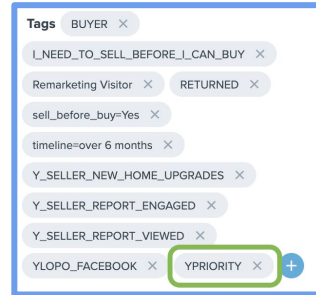 Tags BUYER ×
I_NEED_TO_SELL_BEFORE_I_CAN_BUY ×
Remarketing Visitor × RETURNED ×
sell_before_buy=Yes ×
timeline=over 6 months ×
Y_SELLER_NEW_HOME_UPGRADES ×
Y_SELLER_REPORT_ENGAGED ×
Y_SELLER_REPORT_VIEWED ×
YLOPO_FACEBOOK × YPRIORITY × +